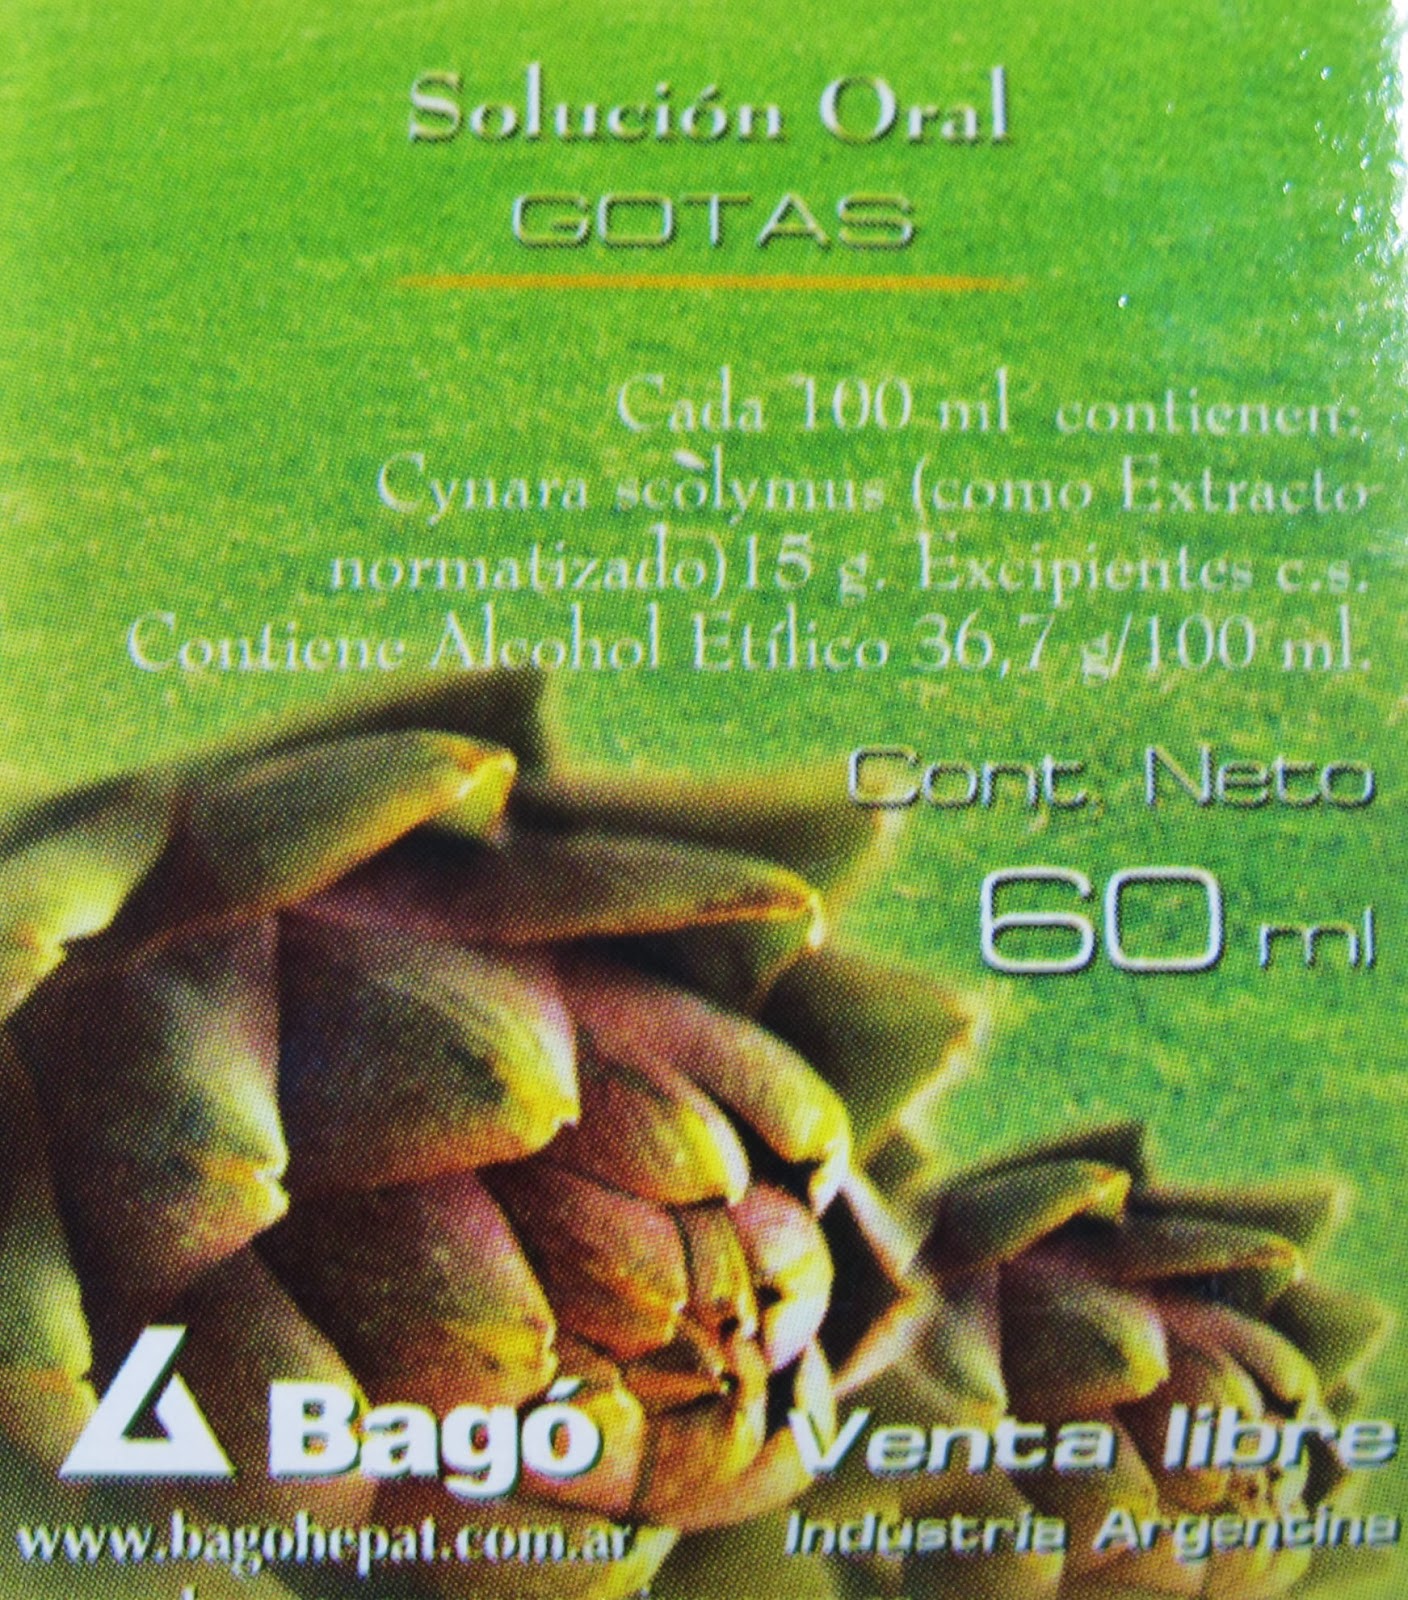 Solución Oral
GOTAS
Cada 100 ml contienen:
Cynara scòlymus (como Extracto
normatizado)15 g. Excipientes c.s.
Contiene Alcohol Etílico 36,7 g/100 ml.
Cont. Neto
60 ml
Bagó
Venta libre
www.bagohepat.com.ar
Industria Argentina